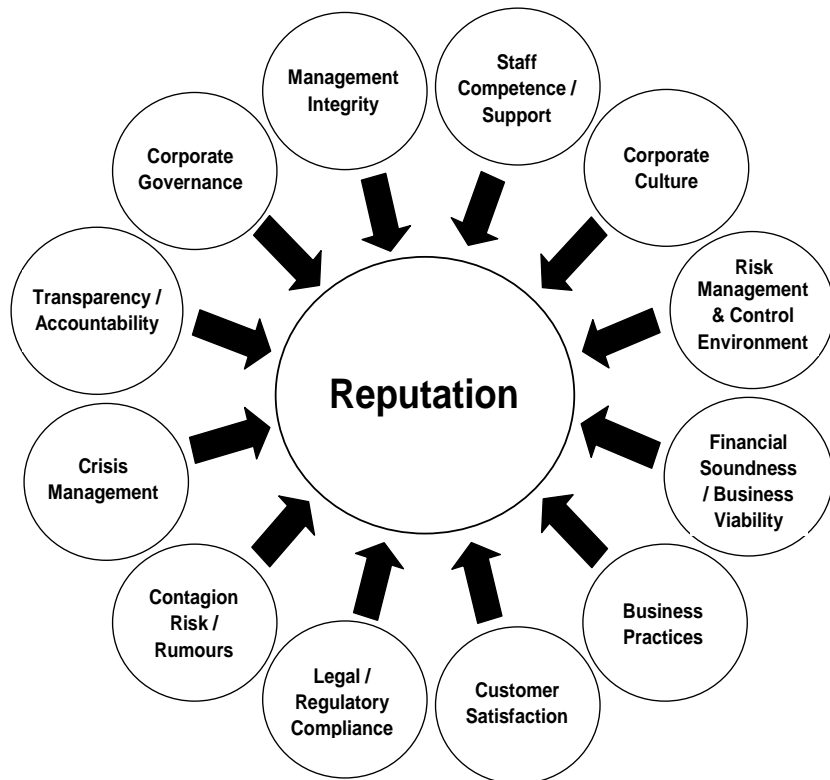 Management
Integrity
Staff
Competence /
Support
Corporate
Governance
Corporate
Culture
Transparency /
Accountability
Risk
Management
& Control
Environment
Reputation
Crisis
Management
Financial
Soundness
/ Business
Viability
Contagion
Risk /
Rumours
Business
Practices
Legal /
Regulatory
Compliance
Customer
Satisfaction